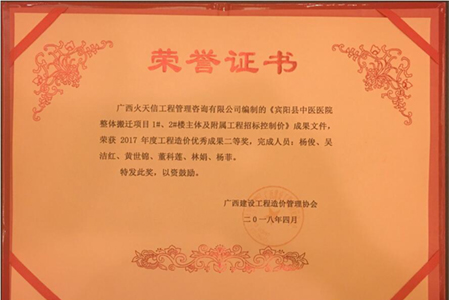 荣誉证书
广西火天信工程管理咨询有限公司编制的《宾阳县中医医院
整体搬迁项目1#、2#楼主体及附属工程招标控制价》成果文件，
荣获2017年度工程造价优秀成果二等奖，完成人员：杨俊、吴
洁红、黄世锦、董科莲、林娟、杨菲。
特发此奖，以资鼓励。
广西建设工程造价管理协会
二〇一八年四月